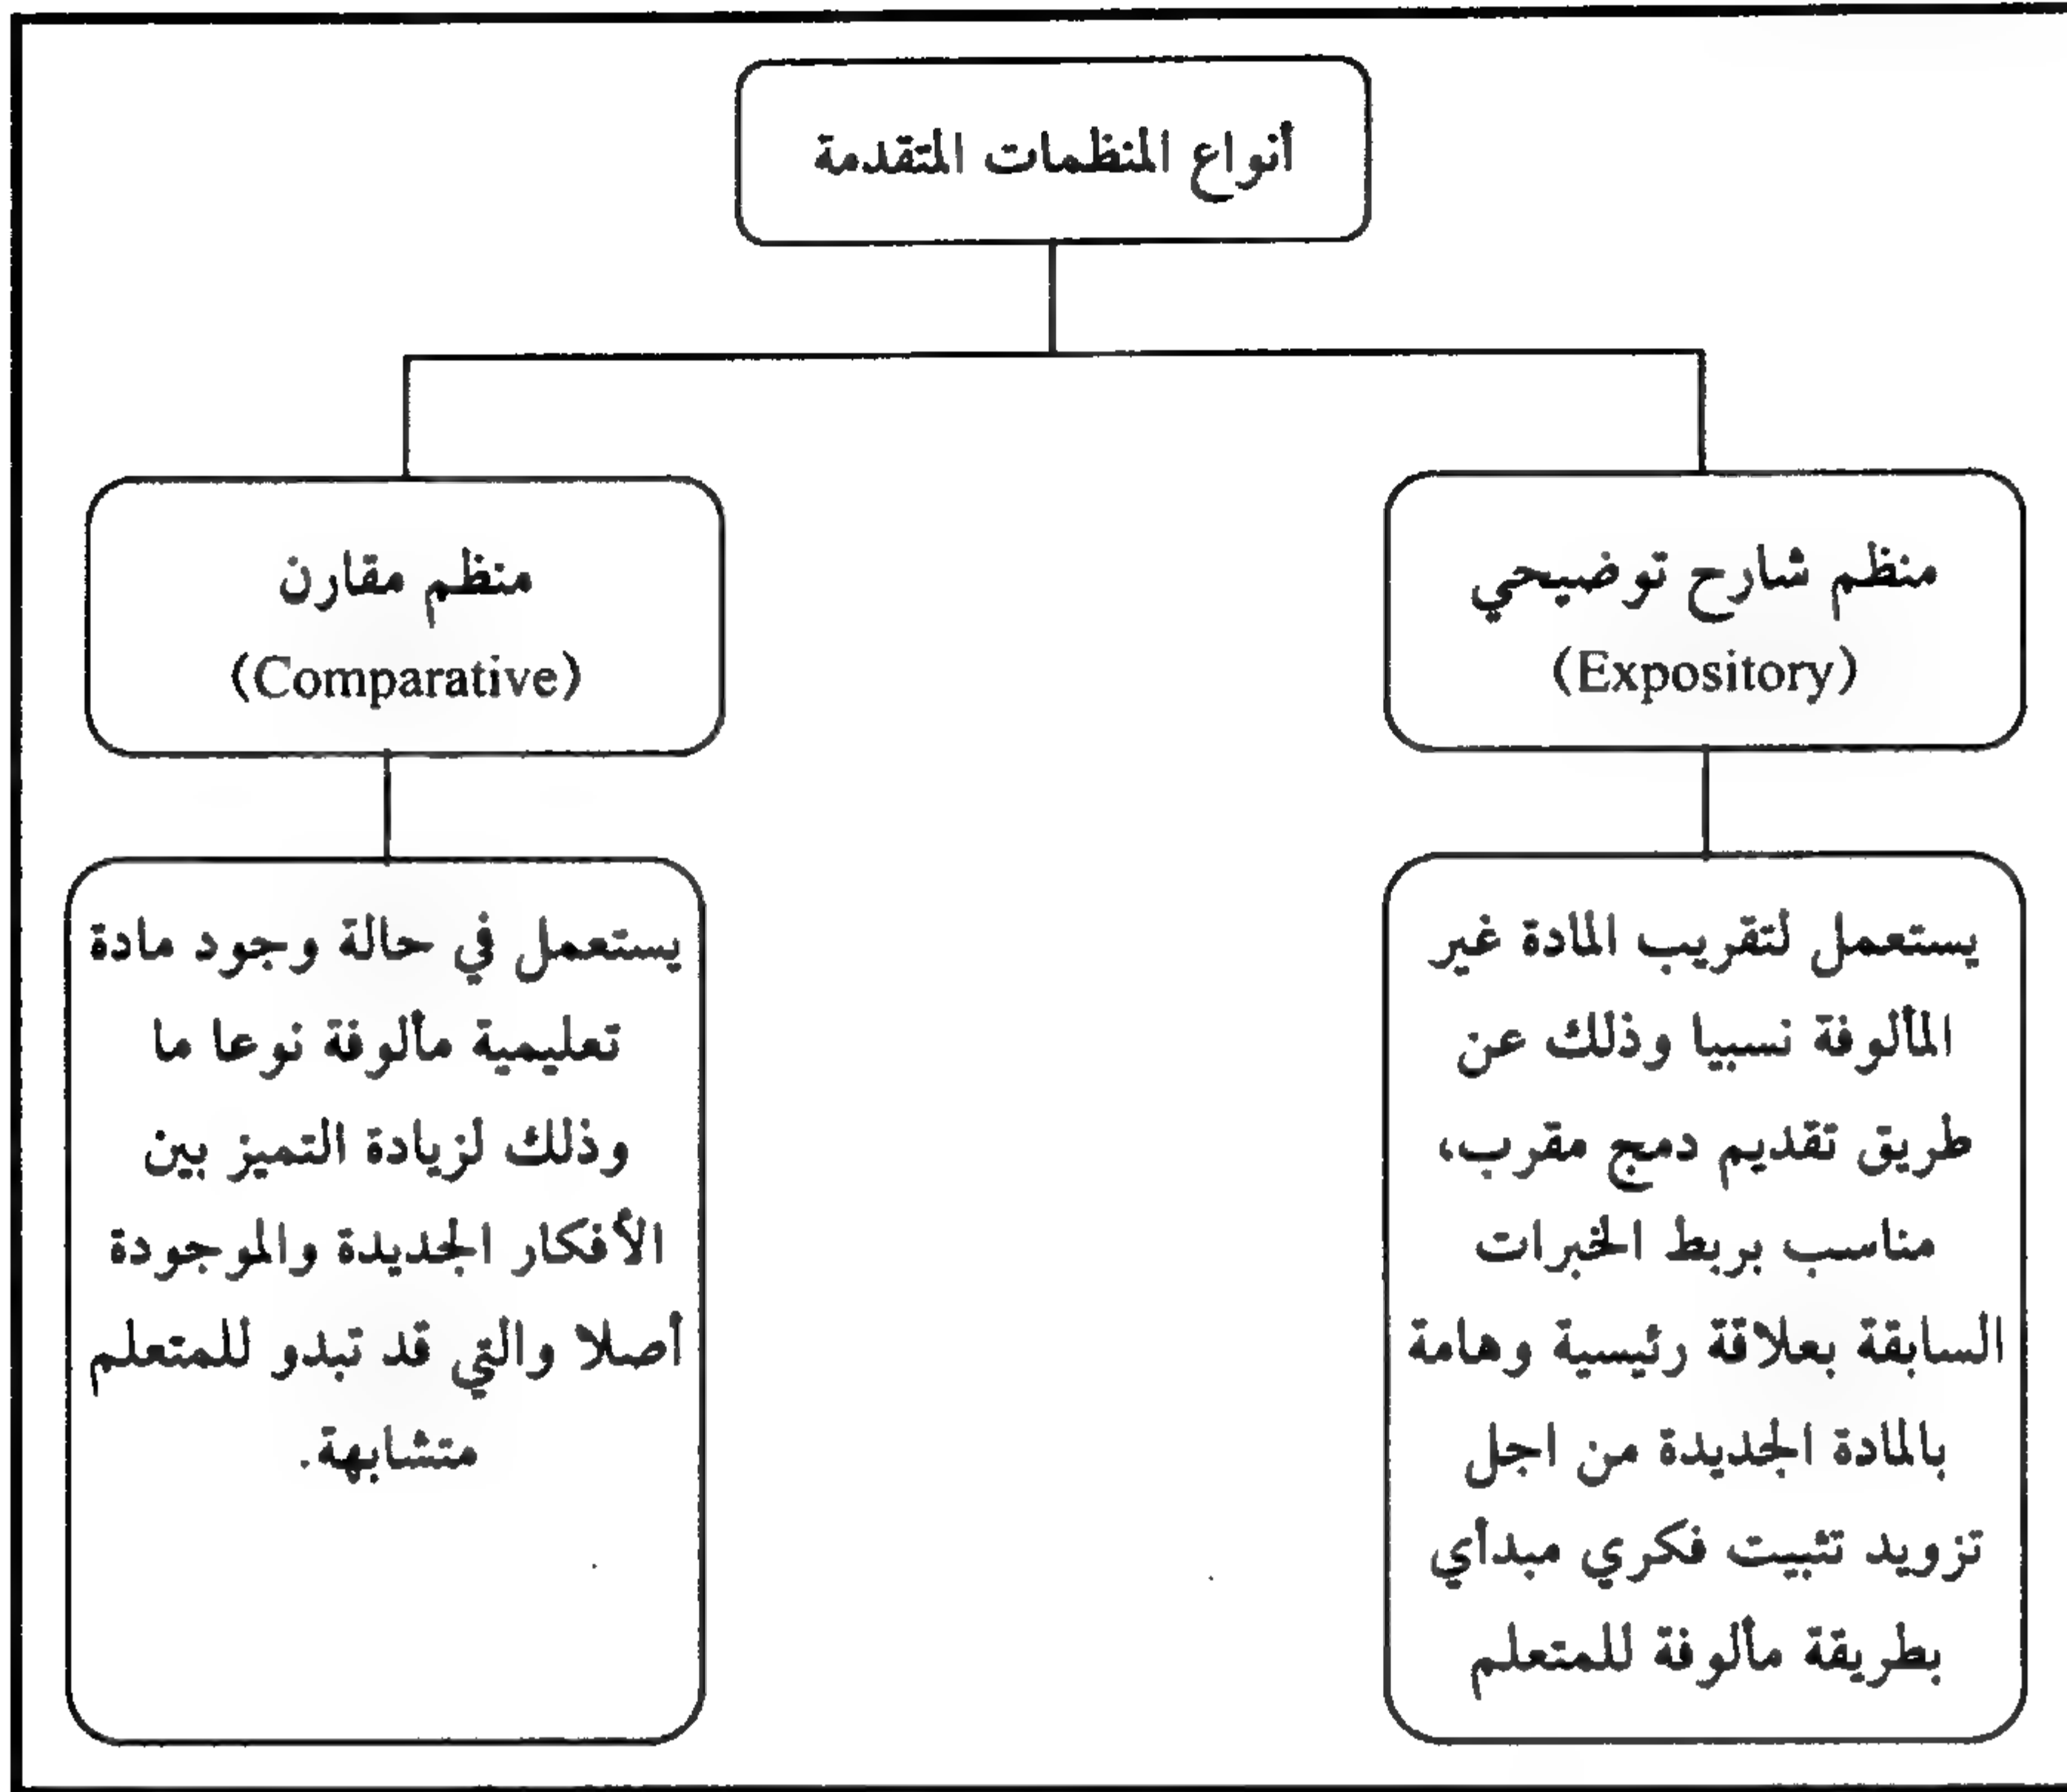 أنواع المنظمات المتقدمة
منظم شارح توضيحي
(Expository)
يستعمل لتقريب المادة غير
المألوفة نسبيا وذلك عن
طريق تقديم دمج مقرب،
مناسب بربط الخبرات
السابقة بعلاقة رئيسية وهامة
بالمادة الجديدة من اجل
تزويد تثبيت فكري مبدأي
بطريقة مألوفة للمتعلم
منظم مقارن
(Comparative)
يستعمل في حالة وجود مادة
تعليمية مألوفة نوعا ما
وذلك لزيادة التميز بين
الأفكار الجديدة والموجودة
أصلا والتي قد تبدو للمتعلم
متشابهة.